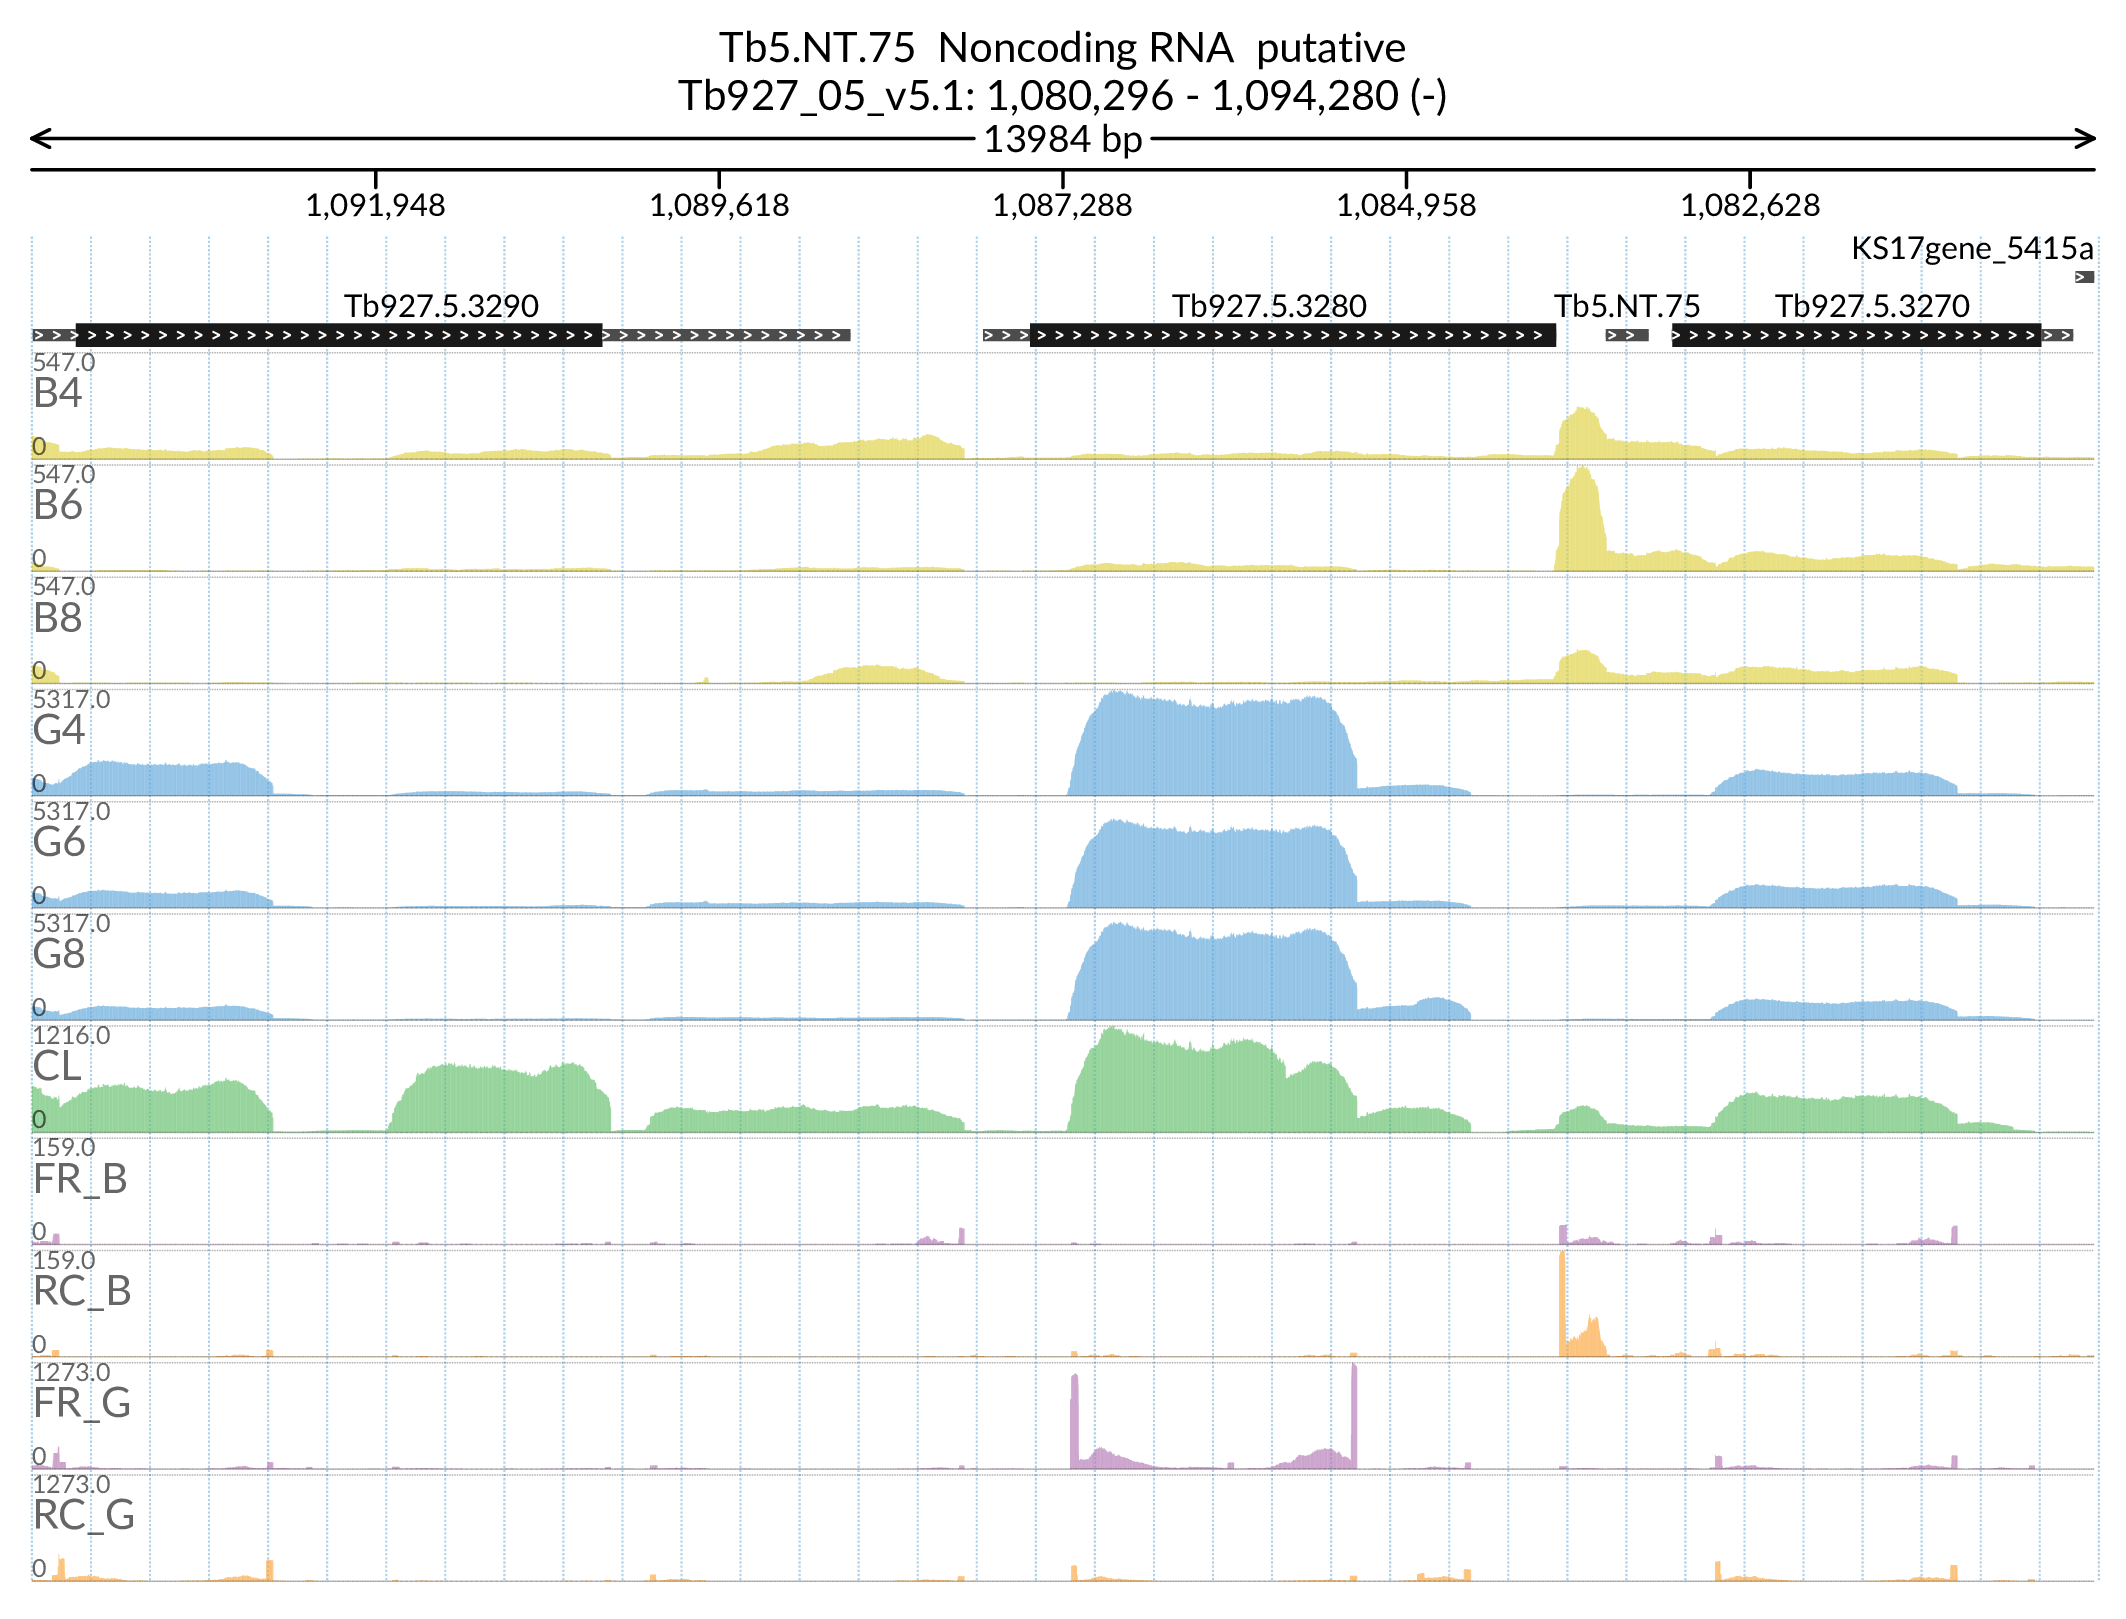 Tb5.NT.75 Noncoding RNA putative
Tb927_05_v5.1: 1,080,296 - 1,094,280 (-)
13984 bp
1,091,948 1,089,618 1,087,288 1,084,958 1,082,628
KS17gene_5415a
Tb927.5.3290 Tb927.5.3280 Tb5.NT.75 Tb927.5.3270
547.0
B4
0
547.0
B6
0
547.0
B8
0
5317.0
G4
0
5317.0
G6
0
5317.0
G8
0
1216.0
CL
0
159.0
FR_B
0
159.0
RC_B
0
1273.0
FR_G
0
1273.0
RC_G
0